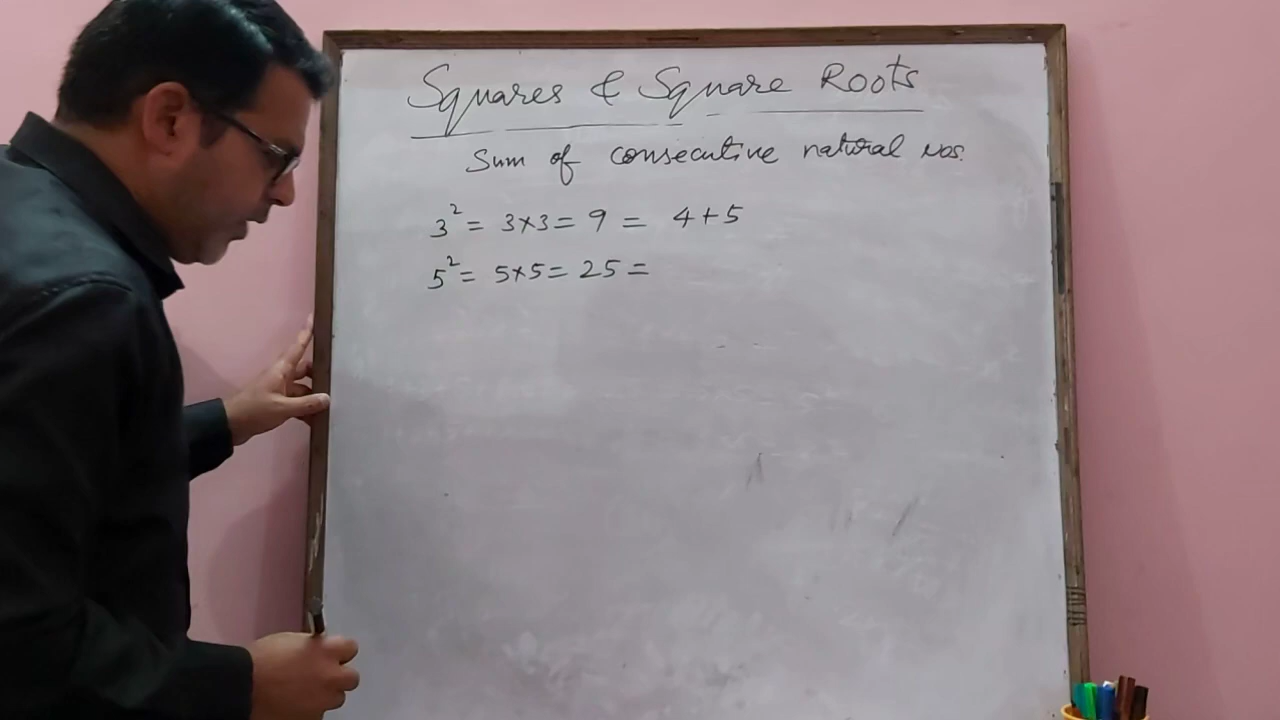 Squares & Square Roots
Sum of consecutive natural nos.
3² = 3×3 = 9 = 4+5
5² = 5×5 = 25 =